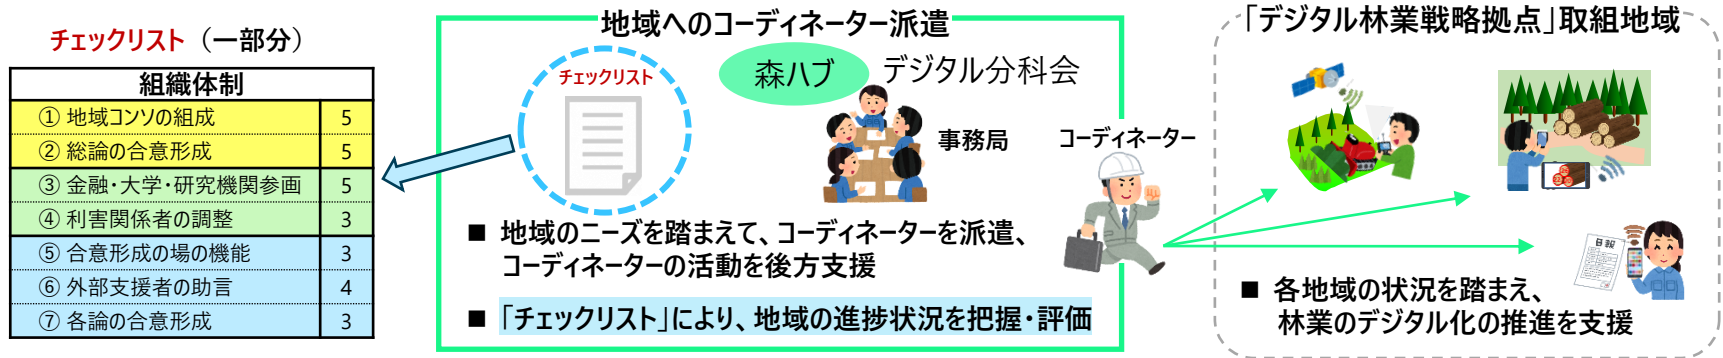 チェックリスト（一部分）
組織体制
① 地域コンソの組成 5
② 総論の合意形成 5
③ 金融・大学・研究機関参画 5
④ 利害関係者の調整 3
⑤ 合意形成の場の機能 3
⑥ 外部支援者の助言 4
⑦ 各論の合意形成 3
地域へのコーディネーター派遣
チェックリスト
森ハブ デジタル分科会
事務局
コーディネーター
■ 地域のニーズを踏まえて、コーディネーターを派遣、
コーディネーターの活動を後方支援
■ 「チェックリスト」により、地域の進捗状況を把握・評価
「デジタル林業戦略拠点」取組地域
日報
■ 各地域の状況を踏まえ、
林業のデジタル化の推進を支援